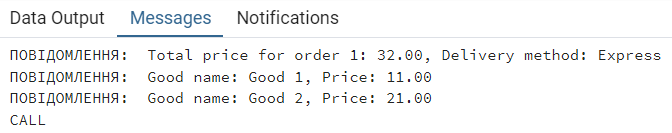 Data Output Messages Notifications
ПОВІДОМЛЕННЯ: Total price for order 1: 32.00, Delivery method: Express
ПОВІДОМЛЕННЯ: Good name: Good 1, Price: 11.00
ПОВІДОМЛЕННЯ: Good name: Good 2, Price: 21.00
CALL